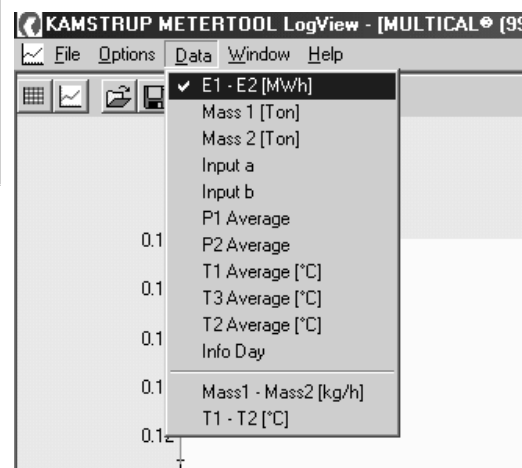 KAMSTRUP METERTOOL LogView - [MULTICAL® (99
File Options Data Window Help
E1 - E2 [MWh]
Mass 1 [Ton]
Mass 2 [Ton]
Input a
Input b
P1 Average
0.1
P2 Average
T1 Average [°C]
0.1
T3 Average [°C]
T2 Average [°C]
0.1
Info Day
0.1
Mass1 - Mass2 [kg/h]
T1 - T2 [°C]
0.12